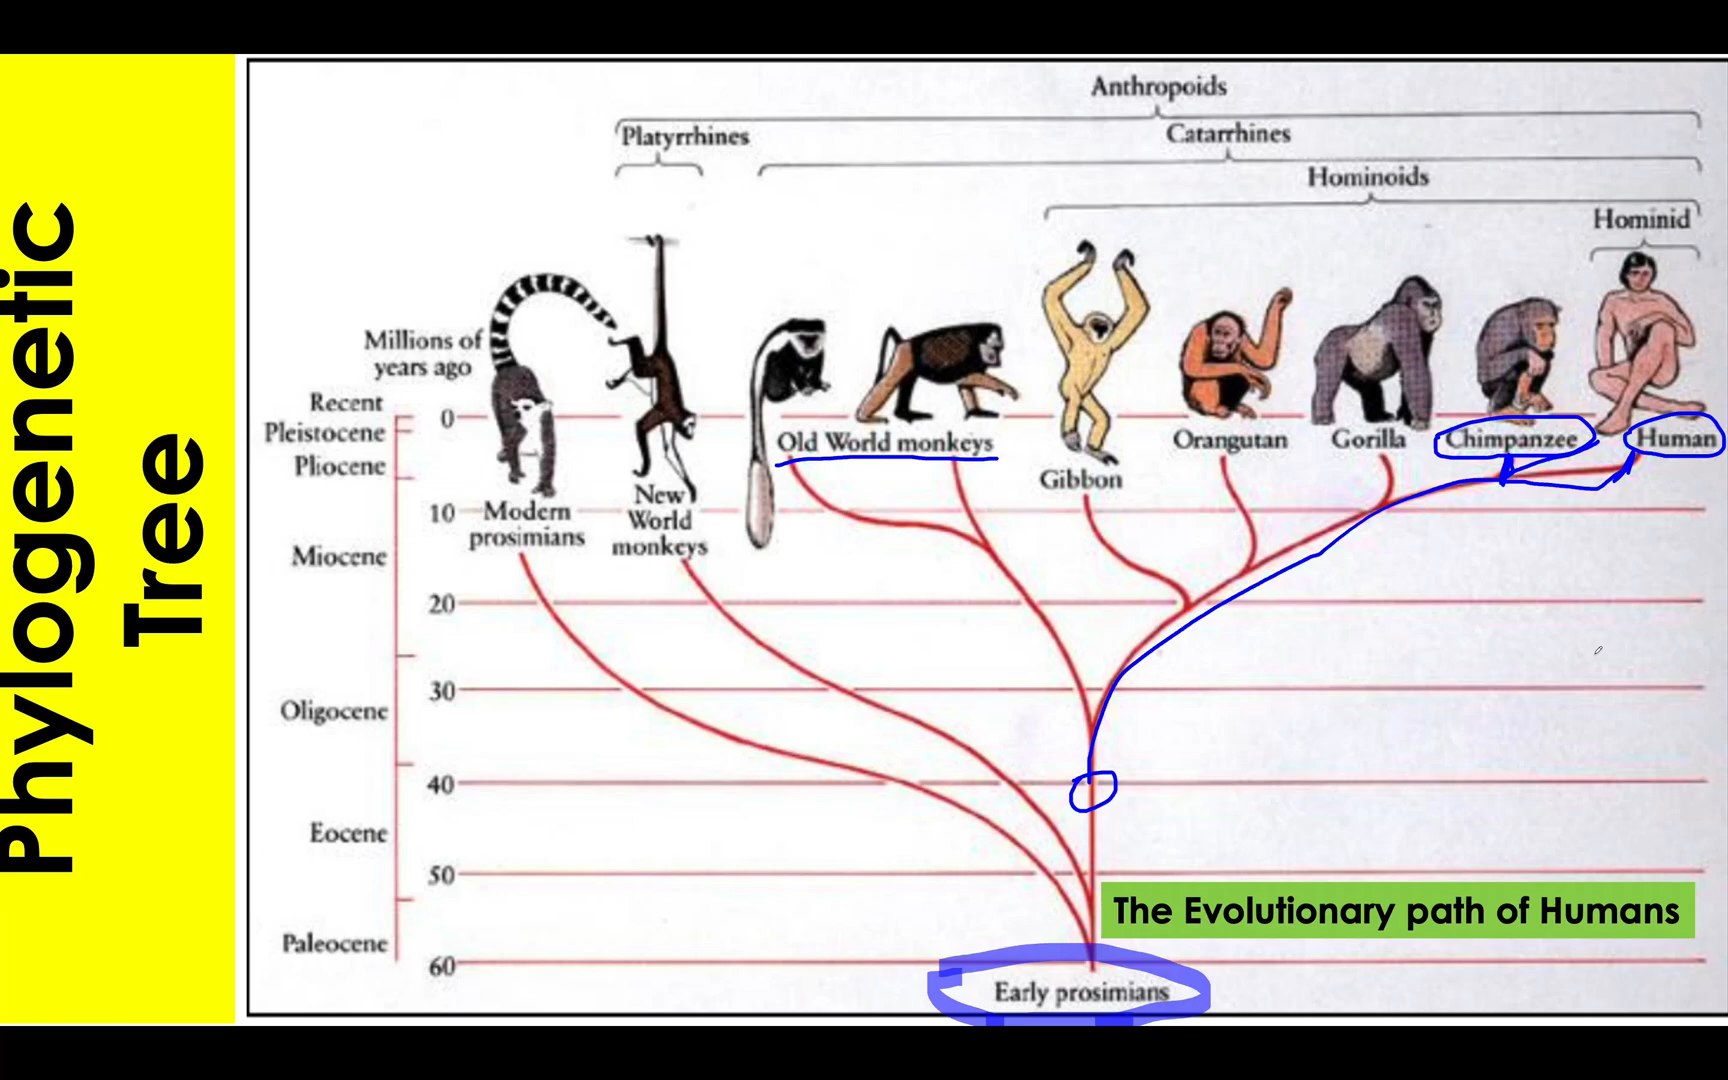 Phylogenetic
Tree
Anthropoids
Platyrrhines
Catarrhines
Hominoids
Hominid
Millions of
years ago
Recent
0
Pleistocene
Pliocene
Old World monkeys
Orangutan
Gorilla
Chimpanzee
Human
Gibbon
New
World
monkeys
Modern
prosimians
10
Miocene
20
30
Oligocene
40
Eocene
50
The Evolutionary path of Humans
Paleocene
60
Early prosimians